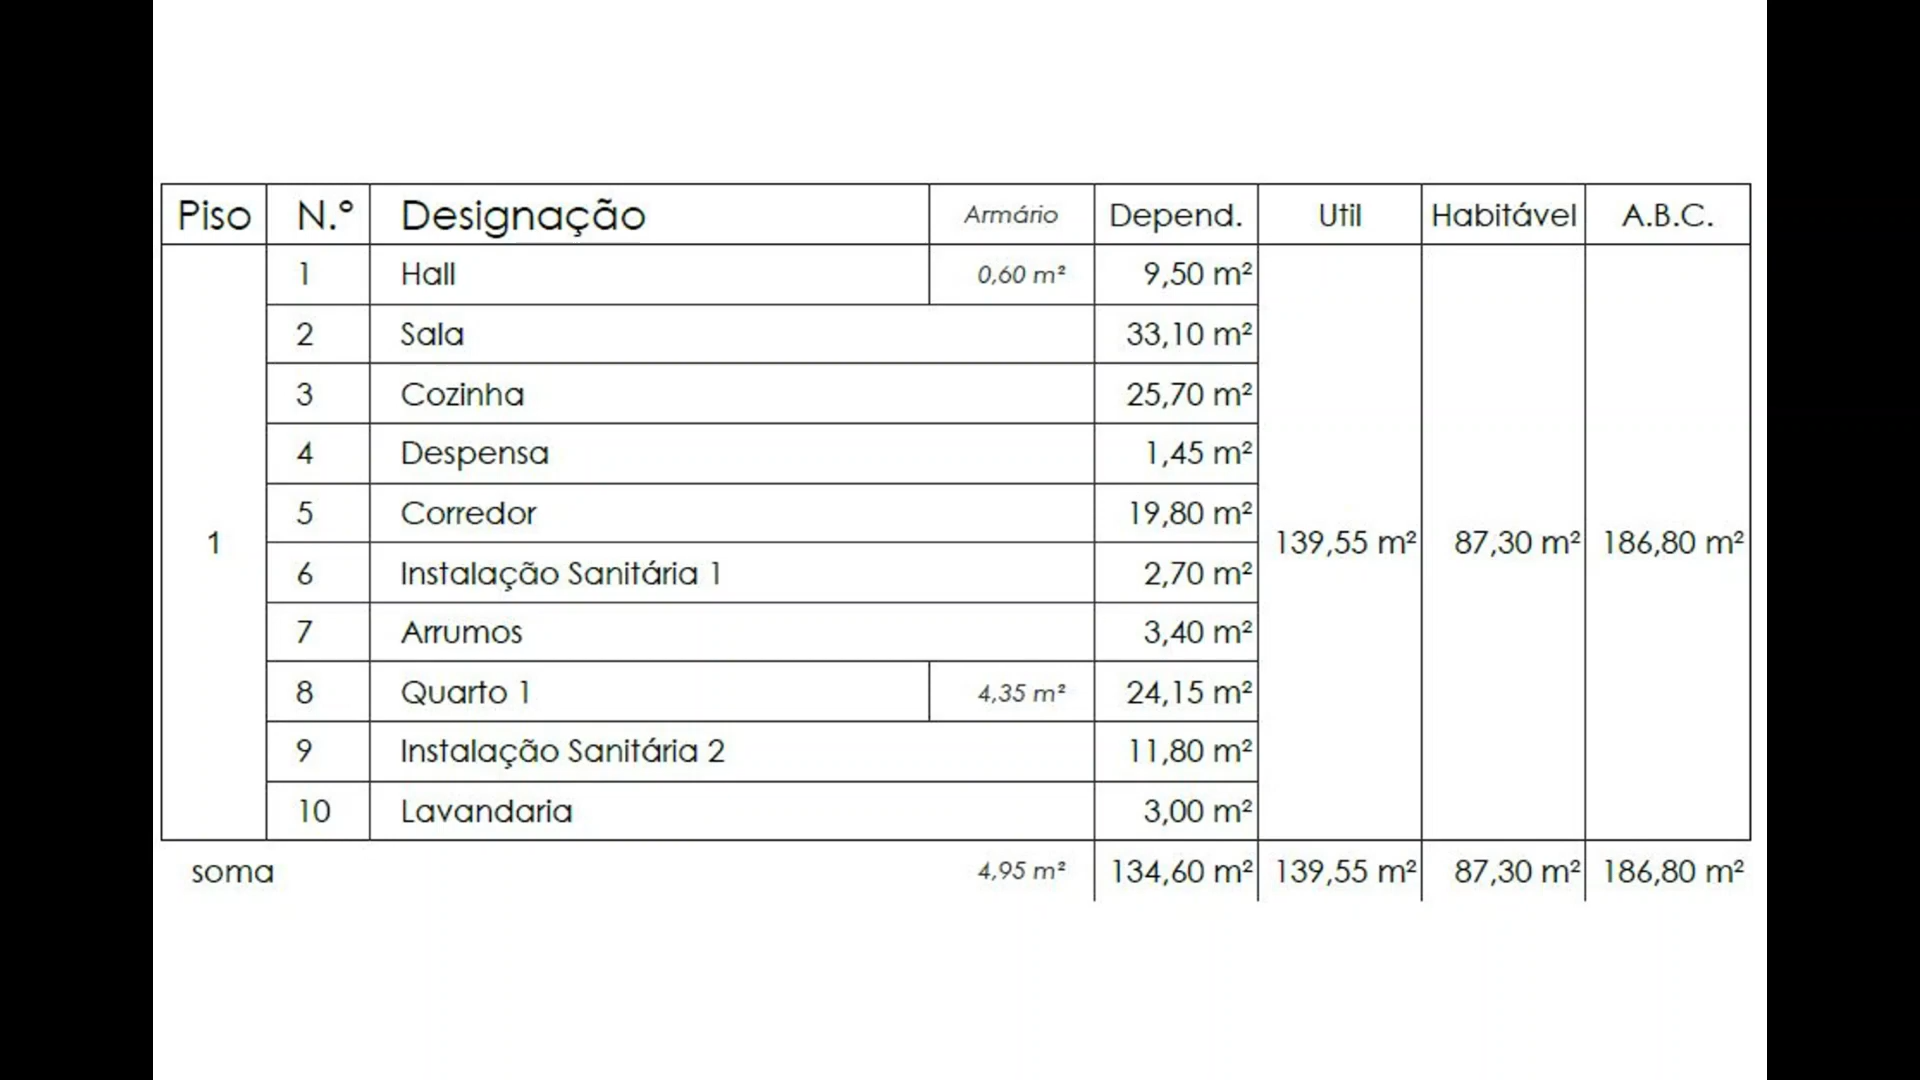 Piso N.º Designação Armário Depend. Util Habitável A.B.C.
1 Hall 0,60 m² 9,50 m²
2 Sala 33,10 m²
3 Cozinha 25,70 m²
4 Despensa 1,45 m²
5 Corredor 19,80 m²
1 139,55 m² 87,30 m² 186,80 m²
6 Instalação Sanitária 1 2,70 m²
7 Arrumos 3,40 m²
8 Quarto 1 4,35 m² 24,15 m²
9 Instalação Sanitária 2 11,80 m²
10 Lavandaria 3,00 m²
soma 4,95 m² 134,60 m² 139,55 m² 87,30 m² 186,80 m²